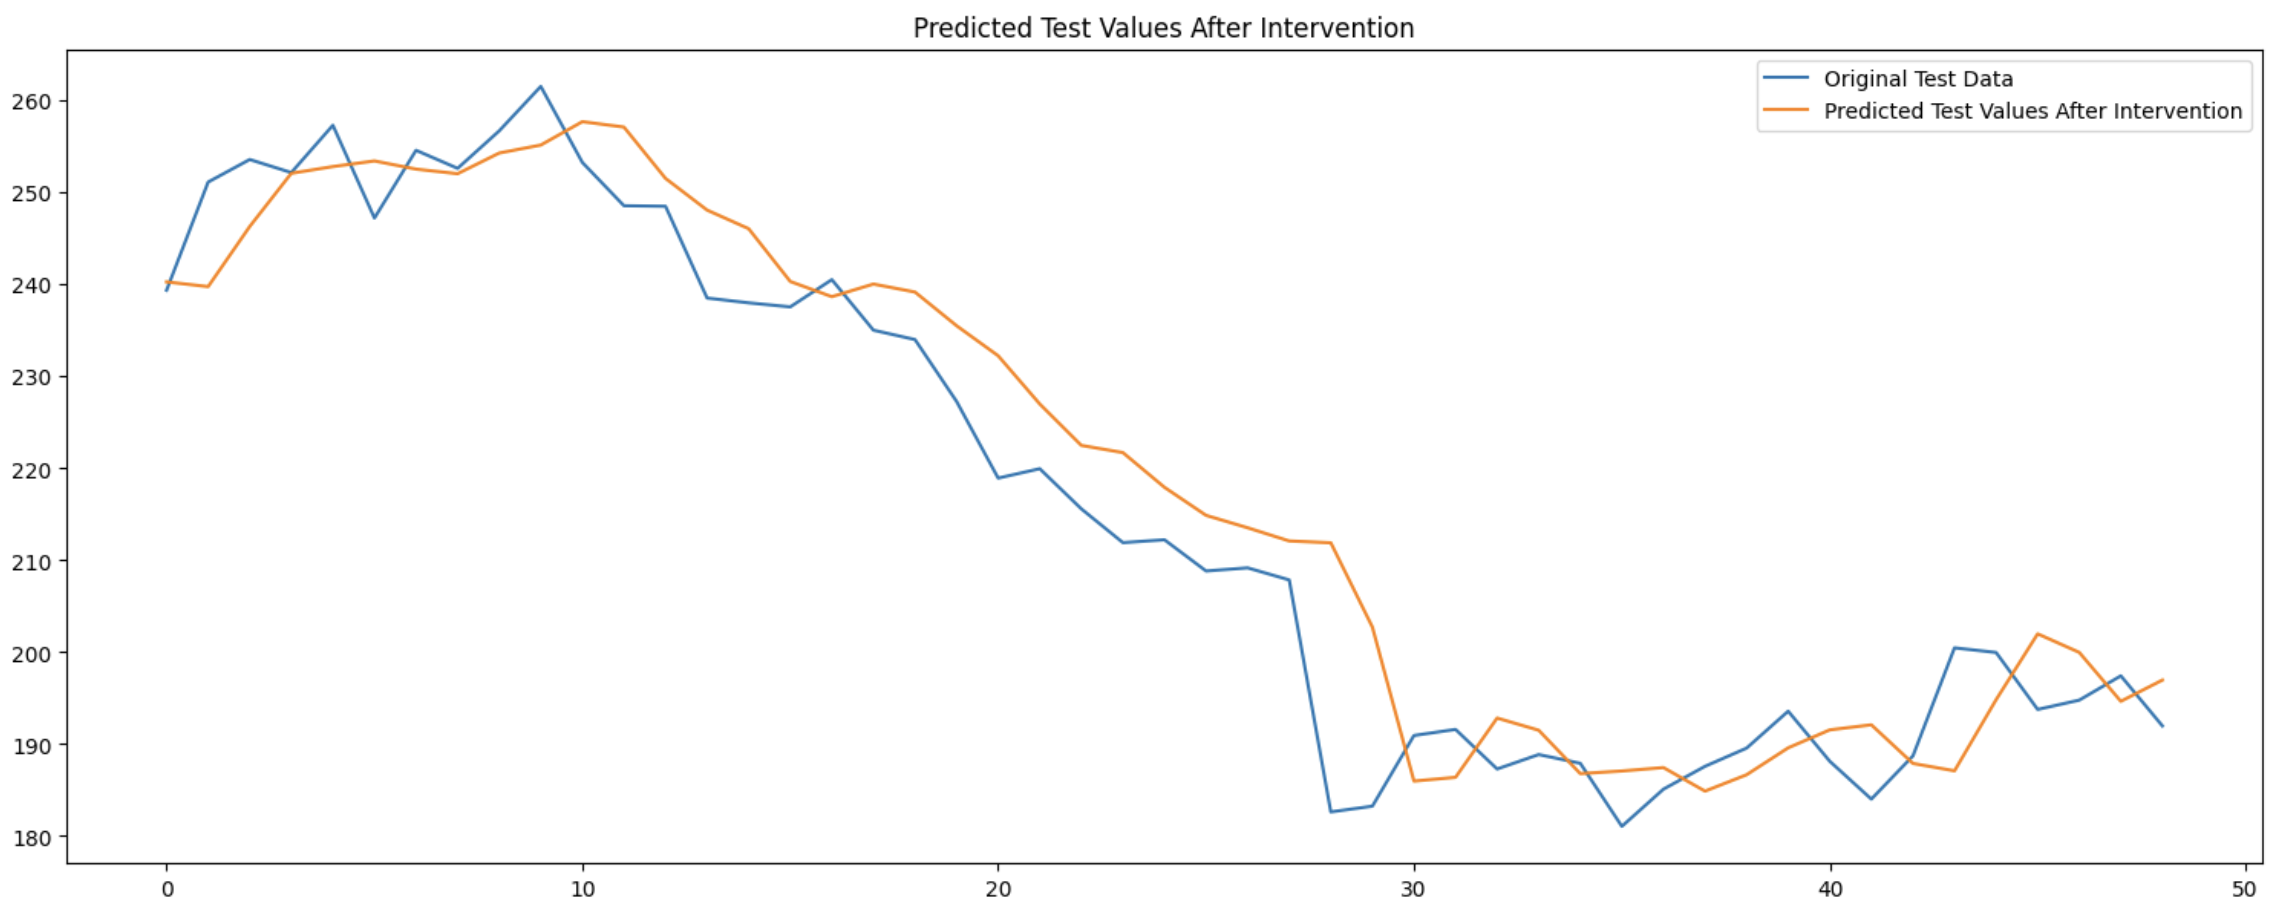 Predicted Test Values After Intervention
Original Test Data
Predicted Test Values After Intervention
260
250
240
230
220
210
200
190
180
0 10 20 30 40 50